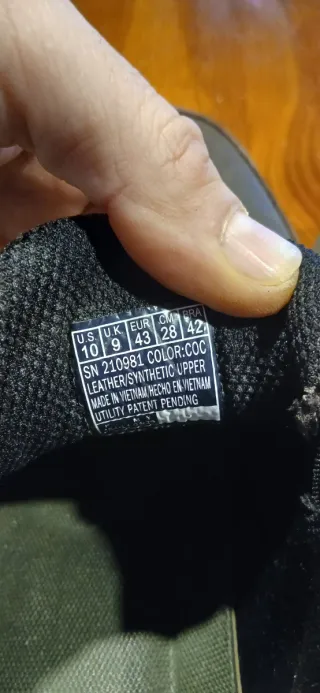 U.S. U.K. EUR CM BRA
10 9 43 28 42
SN 210981 COLOR:COC
LEATHER/SYNTHETIC UPPER
MADE IN VIETNAM/HECHO EN VIETNAM
UTILITY PATENT PENDING